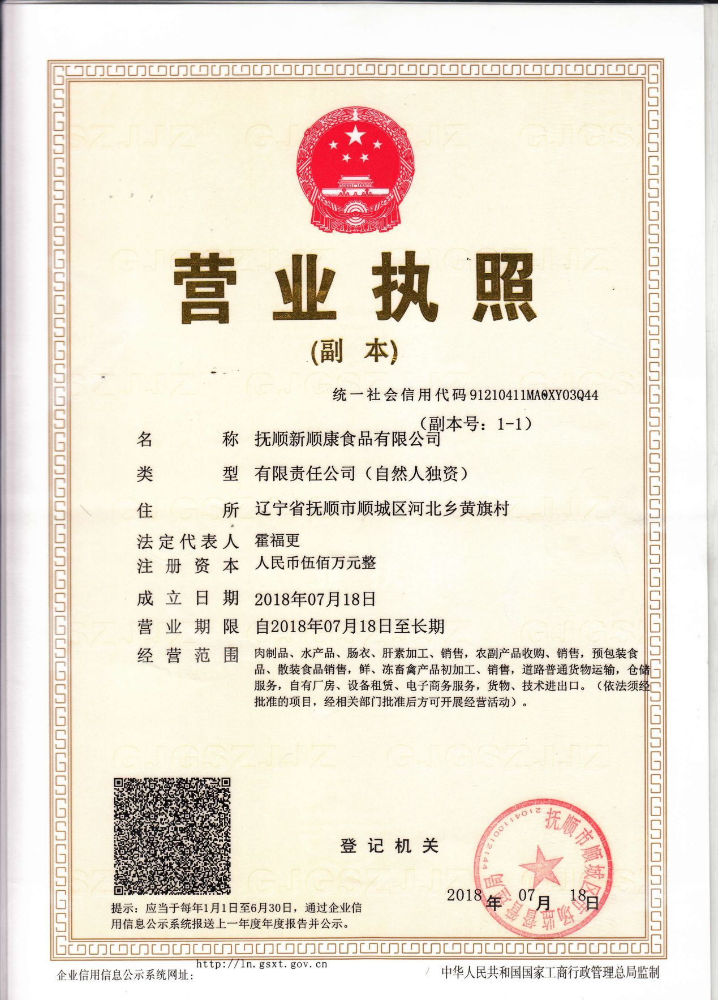 营业执照
(副 本)
统一社会信用代码 91210411MA0XY03Q44
（副本号：1-1）
名 称 抚顺新顺康食品有限公司
类 型 有限责任公司（自然人独资）
住 所 辽宁省抚顺市顺城区河北乡黄旗村
法定代表人 霍福更
注册资本 人民币伍佰万元整
成立日期 2018年07月18日
营业期限 自2018年07月18日至长期
经营范围 肉制品、水产品、肠衣、肝素加工、销售，农副产品收购、销售，预包装食
品、散装食品销售，鲜、冻畜禽产品初加工、销售，道路普通货物运输，仓储
服务，自有厂房、设备租赁、电子商务服务，货物、技术进出口。（依法须经
批准的项目，经相关部门批准后方可开展经营活动）。
登记机关
抚顺市顺城区市场监督管理局
2104110012144
2018 年 07 月 18 日
提示：应当于每年1月1日至6月30日，通过企业信
用信息公示系统报送上一年度年度报告并公示。
http://ln.gsxt.gov.cn
企业信用信息公示系统网址：
中华人民共和国国家工商行政管理总局监制
GJGSZJJZ